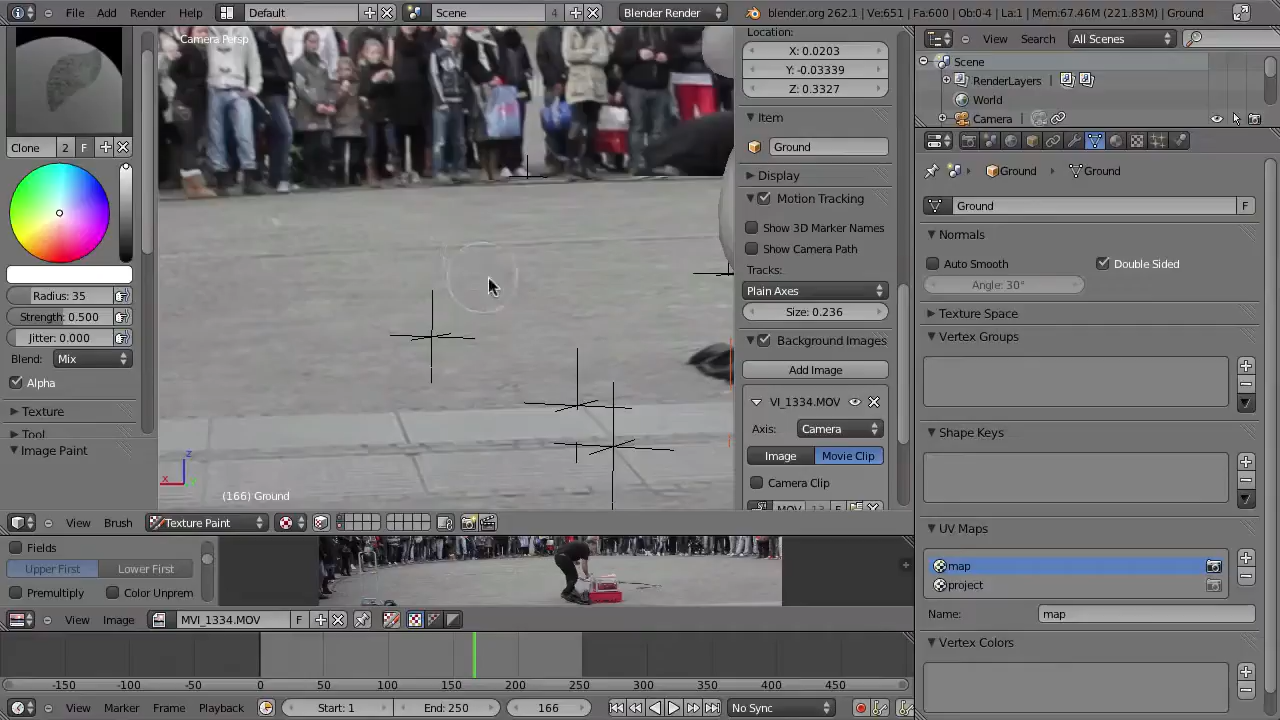 File Add Render Help Default Scene 4 Blender Render blender.org 262.1 | Ve:651 | Fa:600 | Ob:0-4 | La:1 | Mem:67.46M (221.83M) | Ground
Camera Persp
Clone 2 F
Radius: 35
Strength: 0.500
Jitter: 0.000
Blend: Mix
Alpha
Texture
Tool
Image Paint
x z
(166) Ground
Location:
X: 0.0203
Y: -0.03339
Z: 0.3327
Item
Ground
Display
Motion Tracking
Show 3D Marker Names
Show Camera Path
Tracks:
Plain Axes
Size: 0.236
Background Images
Add Image
VI_1334.MOV
Axis: Camera
Image Movie Clip
Camera Clip
View Search All Scenes
Scene
RenderLayers
World
Camera
Ground Ground
Ground F
Normals
Auto Smooth Double Sided
Angle: 30°
Texture Space
Vertex Groups
Shape Keys
UV Maps
map
project
Name: map
Vertex Colors
View Brush Texture Paint
Fields
Upper First Lower First
Premultiply Color Unprem
View Image MVI_1334.MOV F
-150 -100 -50 0 50 100 150 200 250 300 350 400 450
View Marker Frame Playback Start: 1 End: 250 166 No Sync